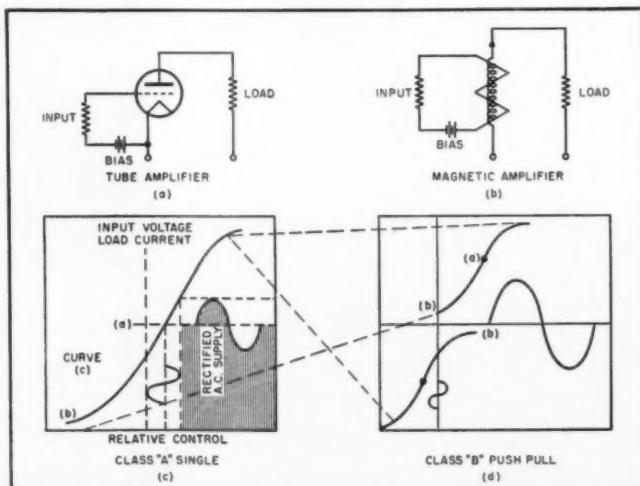 INPUT
BIAS
LOAD
TUBE AMPLIFIER
(a)
INPUT
BIAS
LOAD
MAGNETIC AMPLIFIER
(b)
INPUT VOLTAGE
LOAD CURRENT
(a)
CURVE
(c)
(b)
RECTIFIED
A.C. SUPPLY
RELATIVE CONTROL
CLASS "A" SINGLE
(c)
(a)
(b)
(b)
CLASS "B" PUSH PULL
(d)